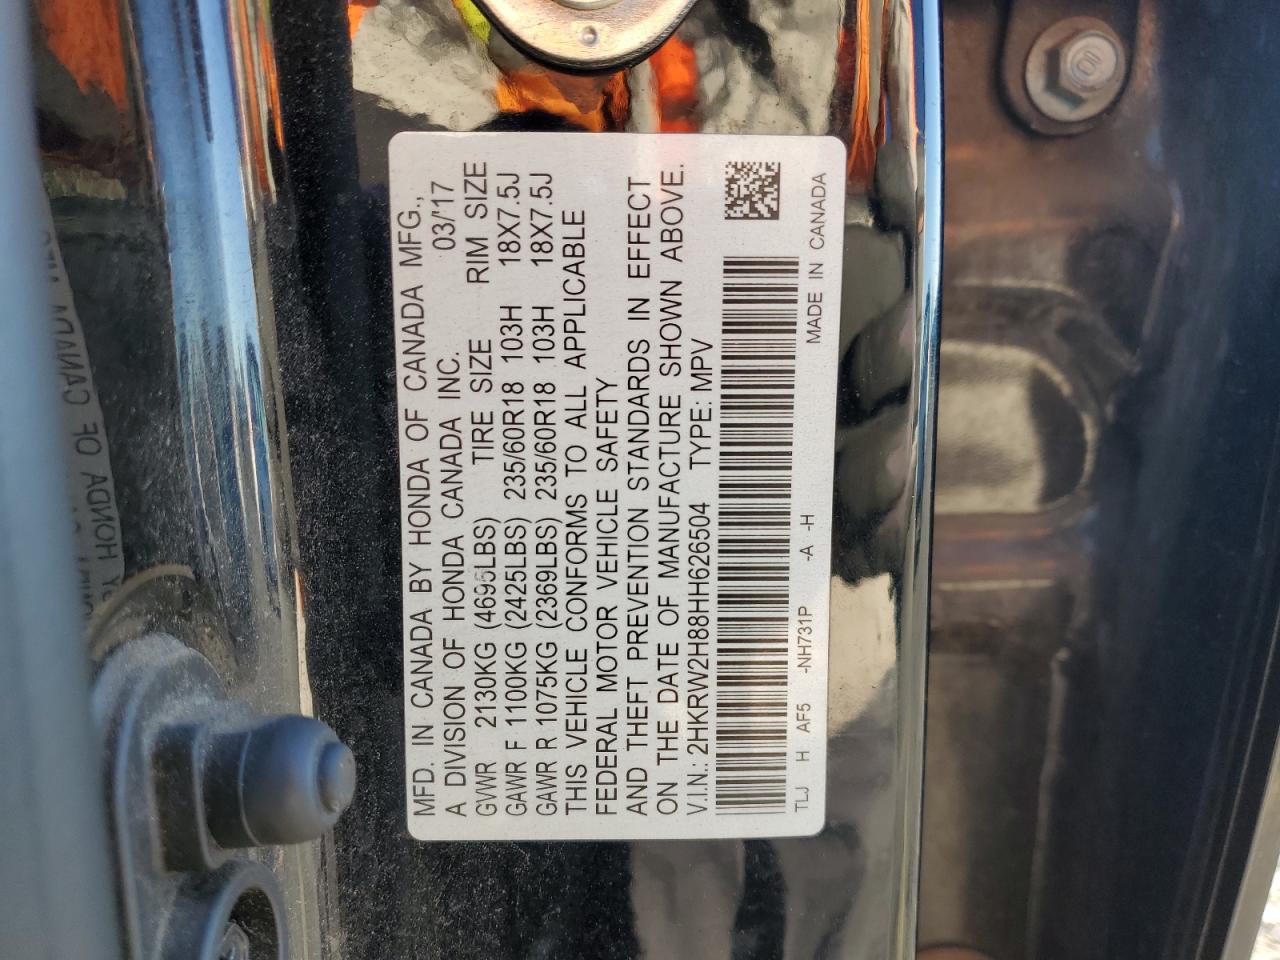 MFD. IN CANADA BY HONDA OF CANADA MFG.,
A DIVISION OF HONDA CANADA INC. 03/'17
GVWR 2130KG (4695LBS) TIRE SIZE RIM SIZE
GAWR F 1100KG (2425LBS) 235/60R18 103H 18X7.5J
GAWR R 1075KG (2369LBS) 235/60R18 103H 18X7.5J
THIS VEHICLE CONFORMS TO ALL APPLICABLE
FEDERAL MOTOR VEHICLE SAFETY
AND THEFT PREVENTION STANDARDS IN EFFECT
ON THE DATE OF MANUFACTURE SHOWN ABOVE.
V.I.N.: 2HKRW2H88HH626504 TYPE: MPV
TLJ H AF5 -NH731P -A -H MADE IN CANADA